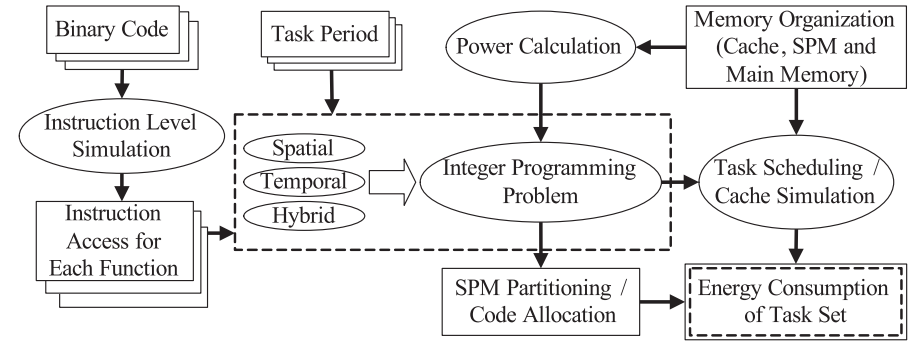 Binary Code
Task Period
Power Calculation
Memory Organization
(Cache, SPM and
Main Memory)
Instruction Level
Simulation
Spatial
Temporal
Hybrid
Integer Programming
Problem
Task Scheduling /
Cache Simulation
Instruction
Access for
Each Function
SPM Partitioning /
Code Allocation
Energy Consumption
of Task Set